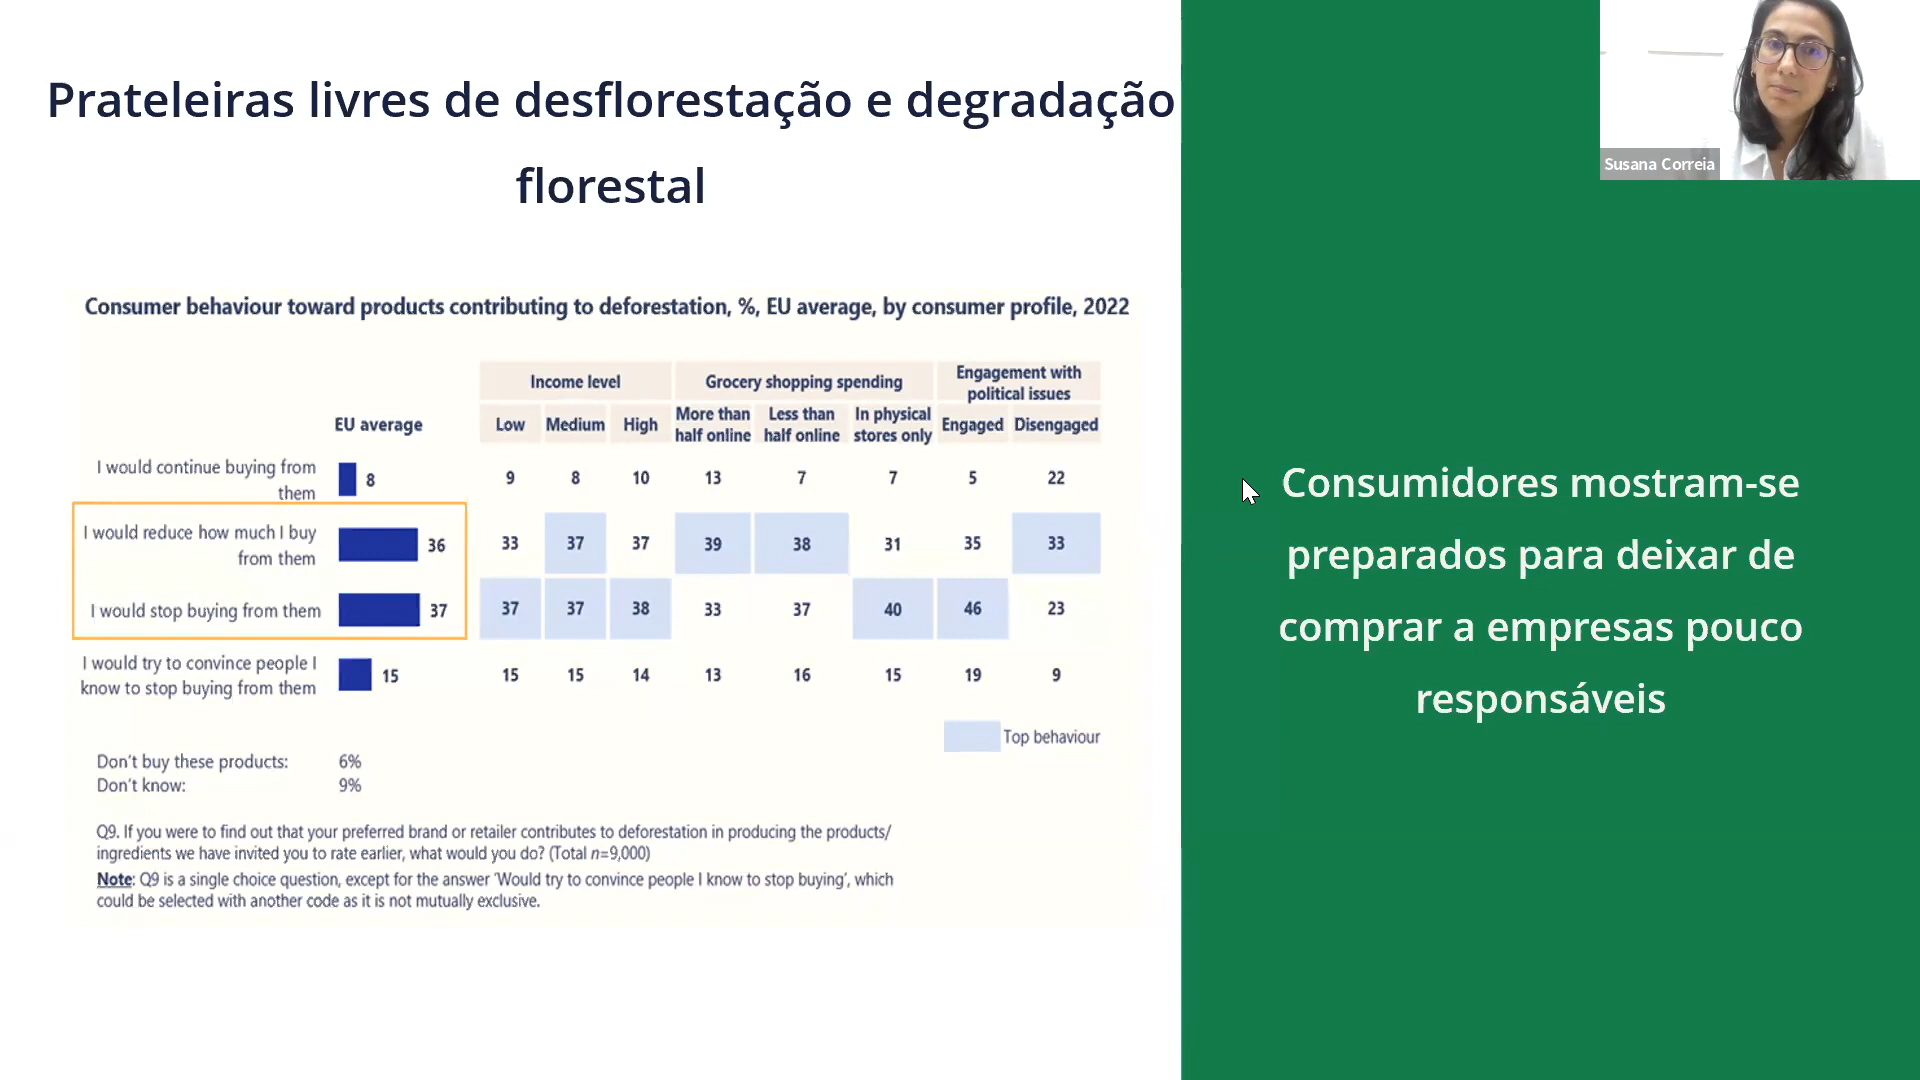 Prateleiras livres de desflorestação e degradação
florestal
Susana Correia
Consumer behaviour toward products contributing to deforestation, %, EU average, by consumer profile, 2022
Income level
Grocery shopping spending
Engagement with
political issues
EU average
Low
Medium
High
More than
half online
Less than
half online
In physical
stores only
Engaged
Disengaged
I would continue buying from
them
8
9 8 10 13 7 7 5 22
I would reduce how much I buy
from them
36
33 37 37 39 38 31 35 33
I would stop buying from them
37
37 37 38 33 37 40 46 23
I would try to convince people I
know to stop buying from them
15
15 15 14 13 16 15 19 9
Top behaviour
Don't buy these products: 6%
Don't know: 9%
Q9. If you were to find out that your preferred brand or retailer contributes to deforestation in producing the products/
ingredients we have invited you to rate earlier, what would you do? (Total n=9,000)
Note: Q9 is a single choice question, except for the answer 'Would try to convince people I know to stop buying', which
could be selected with another code as it is not mutually exclusive.
Consumidores mostram-se
preparados para deixar de
comprar a empresas pouco
responsáveis